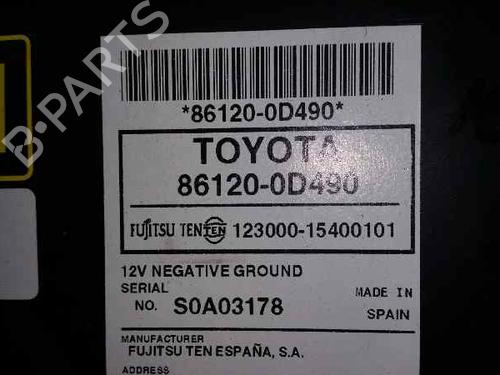 B-PARTS
*86120-0D490*
TOYOTA
86120-0D490
FUJITSU TEN TEN 123000-15400101
12V NEGATIVE GROUND
SERIAL
NO. S0A03178
MADE IN
SPAIN
MANUFACTURER
FUJITSU TEN ESPAÑA, S.A.
ADDRESS